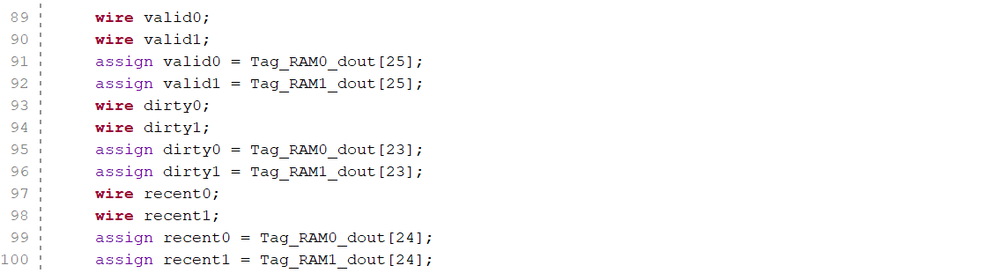 89 wire valid0;
90 wire valid1;
91 assign valid0 = Tag_RAM0_dout[25];
92 assign valid1 = Tag_RAM1_dout[25];
93 wire dirty0;
94 wire dirty1;
95 assign dirty0 = Tag_RAM0_dout[23];
96 assign dirty1 = Tag_RAM1_dout[23];
97 wire recent0;
98 wire recent1;
99 assign recent0 = Tag_RAM0_dout[24];
100 assign recent1 = Tag_RAM1_dout[24];